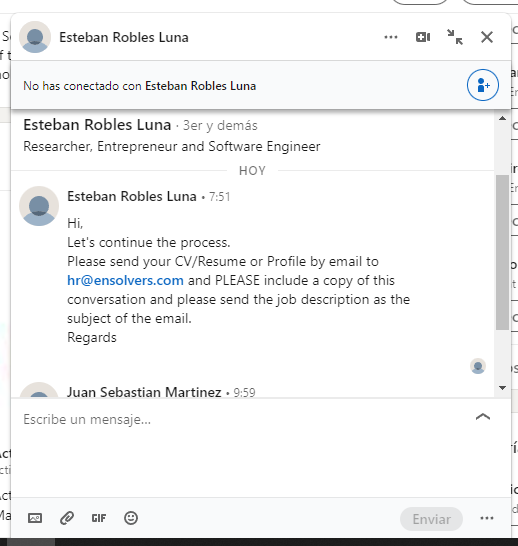 Esteban Robles Luna
No has conectado con Esteban Robles Luna
Esteban Robles Luna · 3er y demás
Researcher, Entrepreneur and Software Engineer
HOY
Esteban Robles Luna • 7:51
Hi,
Let's continue the process.
Please send your CV/Resume or Profile by email to
hr@ensolvers.com and PLEASE include a copy of this
conversation and please send the job description as the
subject of the email.
Regards
Juan Sebastian Martinez • 9:59
Escribe un mensaje...
GIF
Enviar